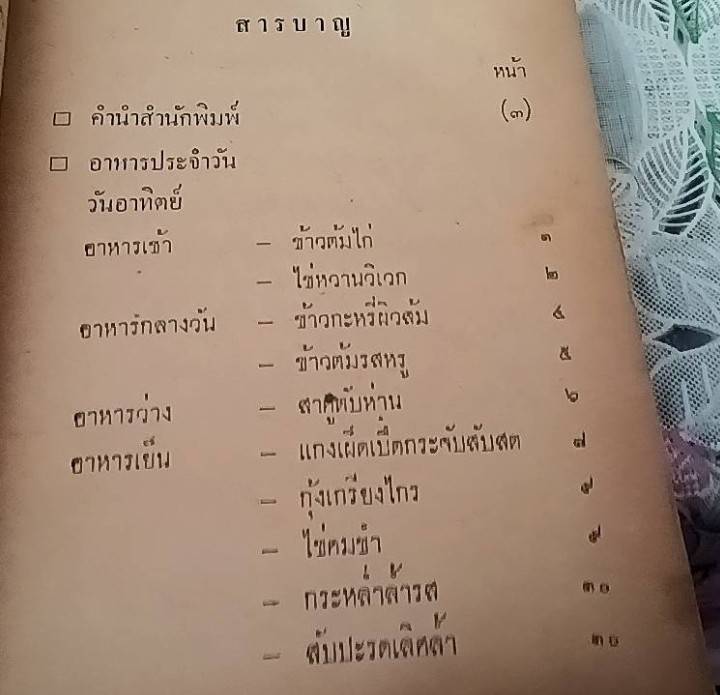 สารบาญ
หน้า
□ คำนำสำนักพิมพ์ (๓)
□ อาหารประจำวัน
วันอาทิตย์
อาหารเช้า – ข้าวต้มไก่ ๑
– ไข่หวานวิเวก ๒
อาหารกลางวัน – ข้าวกะหรี่ผิวส้ม ๔
– ข้าวต้มรสหรู ๕
อาหารว่าง – สาคูตับห่าน ๖
อาหารเย็น – แกงเผ็ดเป็ดกระจับสับสด ๗
– กุ้งเกรียงไกร ๙
– ไข่คมขำ ๙
– กระหล่ำล้ำรส ๑๐
– สับปะรดเลิศล้ำ ๑๐